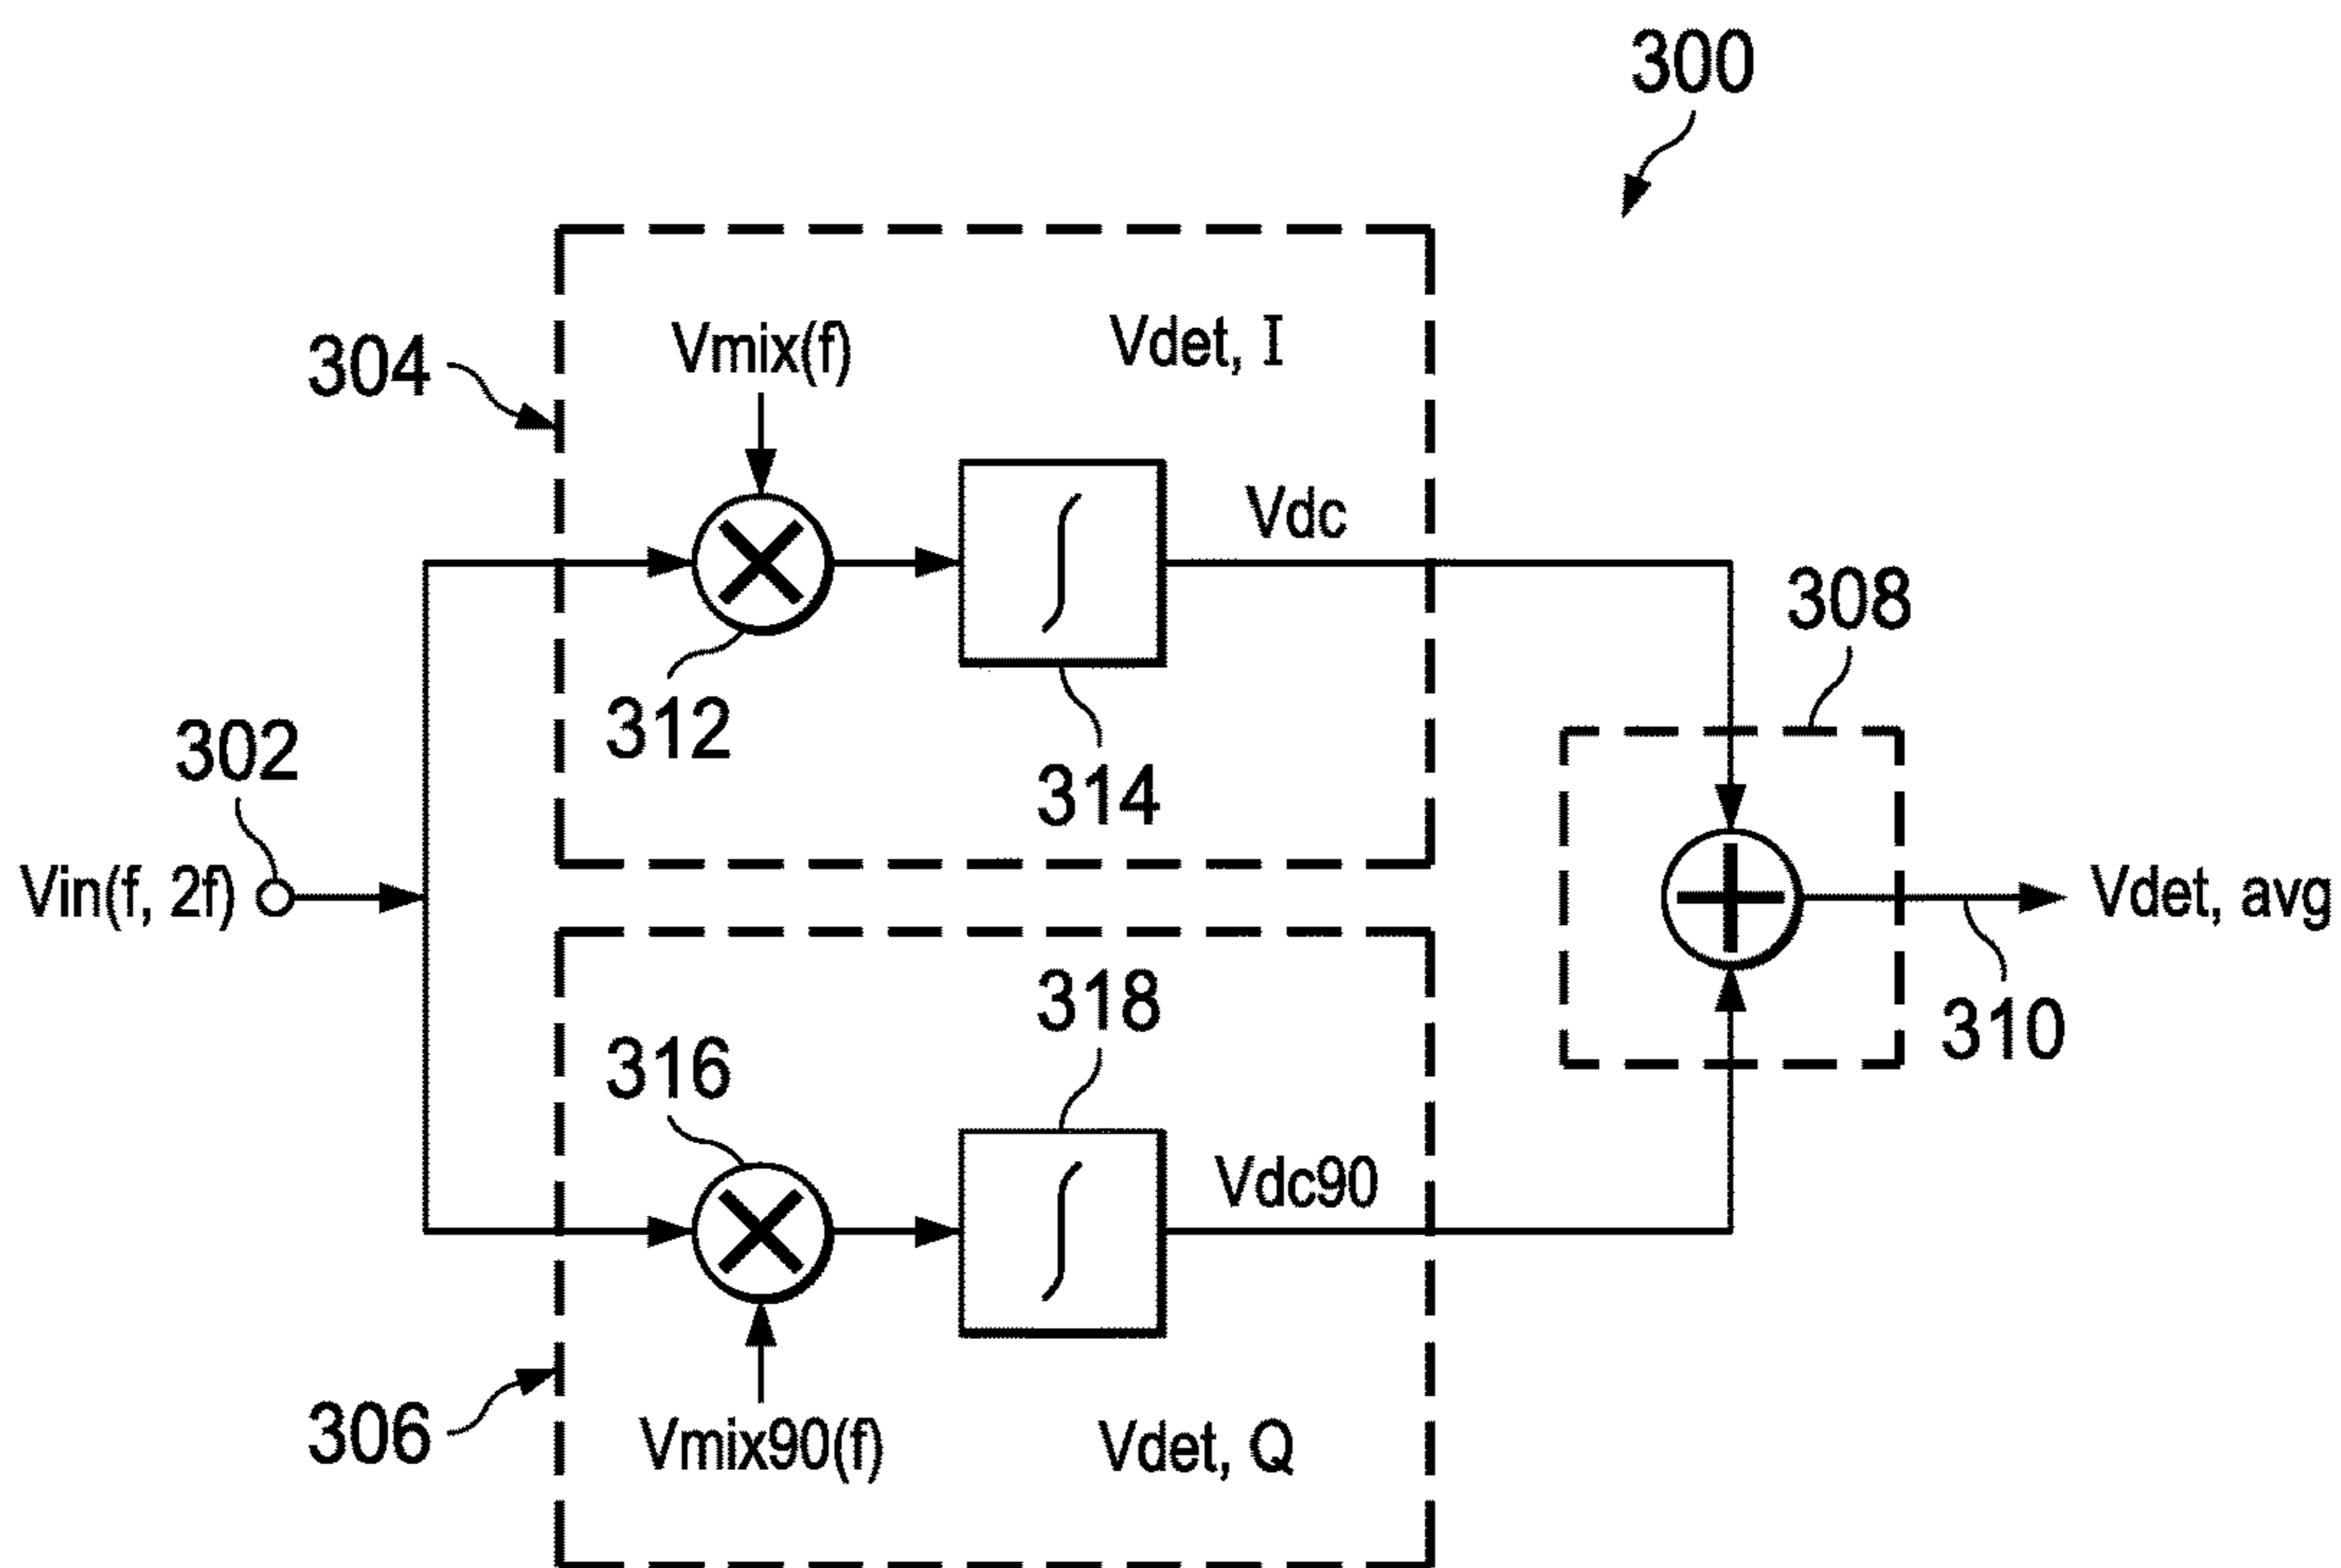 300
304
Vmix(f)
Vdet, I
Vdc
308
312
302
314
Vin(f, 2f)
Vdet, avg
318
310
316
Vdc90
306
Vmix90(f)
Vdet, Q